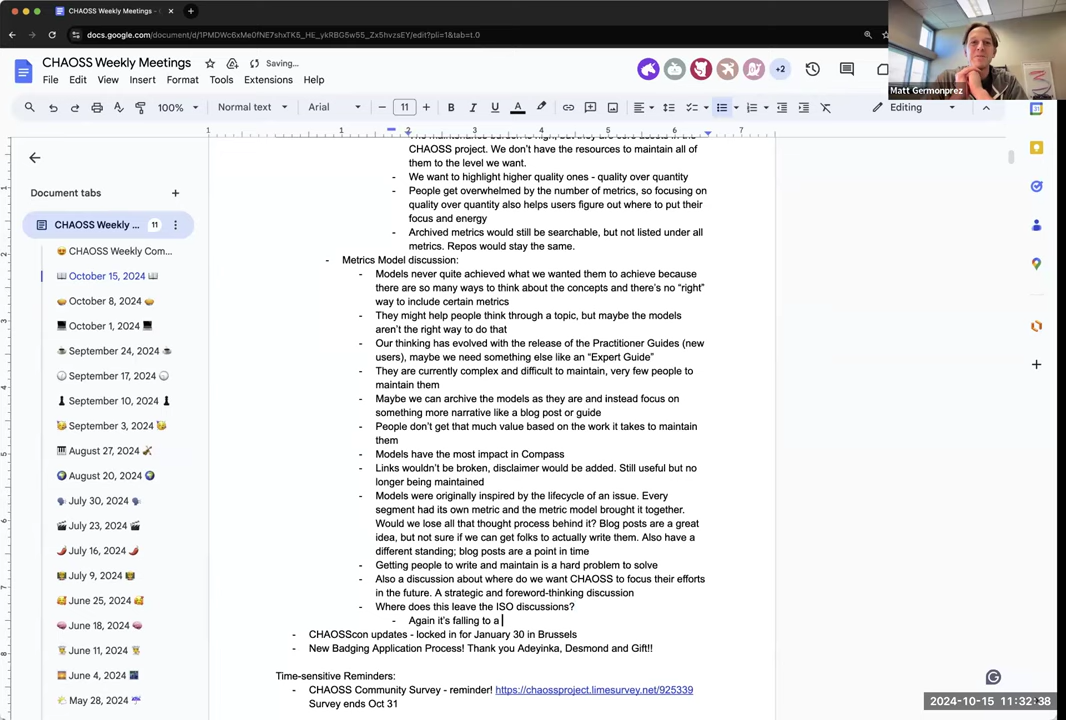 CHAOSS Weekly Meetings -
docs.google.com/document/d/1PMDWc6xMe0fNE7shxTK5_HE_ykRBG5w55_Zx5hvzsEY/edit?pli=1&tab=t.0
CHAOSS Weekly Meetings
Saving...
File Edit View Insert Format Tools Extensions Help
+2
100% Normal text Arial 11 B I U A Editing
Matt Germonprez
1 1 2 3 4 5 6 7
Document tabs
CHAOSS Weekly ... 11
CHAOSS Weekly Com...
October 15, 2024
October 8, 2024
October 1, 2024
September 24, 2024
September 17, 2024
September 10, 2024
September 3, 2024
August 27, 2024
August 20, 2024
July 30, 2024
July 23, 2024
July 16, 2024
July 9, 2024
June 25, 2024
June 18, 2024
June 11, 2024
June 4, 2024
May 28, 2024
CHAOSS project. We don't have the resources to maintain all of
them to the level we want.
- We want to highlight higher quality ones - quality over quantity
- People get overwhelmed by the number of metrics, so focusing on
quality over quantity also helps users figure out where to put their
focus and energy
- Archived metrics would still be searchable, but not listed under all
metrics. Repos would stay the same.
- Metrics Model discussion:
- Models never quite achieved what we wanted them to achieve because
there are so many ways to think about the concepts and there's no “right”
way to include certain metrics
- They might help people think through a topic, but maybe the models
aren't the right way to do that
- Our thinking has evolved with the release of the Practitioner Guides (new
users), maybe we need something else like an “Expert Guide”
- They are currently complex and difficult to maintain, very few people to
maintain them
- Maybe we can archive the models as they are and instead focus on
something more narrative like a blog post or guide
- People don't get that much value based on the work it takes to maintain
them
- Models have the most impact in Compass
- Links wouldn't be broken, disclaimer would be added. Still useful but no
longer being maintained
- Models were originally inspired by the lifecycle of an issue. Every
segment had its own metric and the metric model brought it together.
Would we lose all that thought process behind it? Blog posts are a great
idea, but not sure if we can get folks to actually write them. Also have a
different standing; blog posts are a point in time
- Getting people to write and maintain is a hard problem to solve
- Also a discussion about where do we want CHAOSS to focus their efforts
in the future. A strategic and foreword-thinking discussion
- Where does this leave the ISO discussions?
- Again it's falling to a
- CHAOSScon updates - locked in for January 30 in Brussels
- New Badging Application Process! Thank you Adeyinka, Desmond and Gift!!
Time-sensitive Reminders:
- CHAOSS Community Survey - reminder! https://chaossproject.limesurvey.net/925339
Survey ends Oct 31
2024-10-15 11:32:38